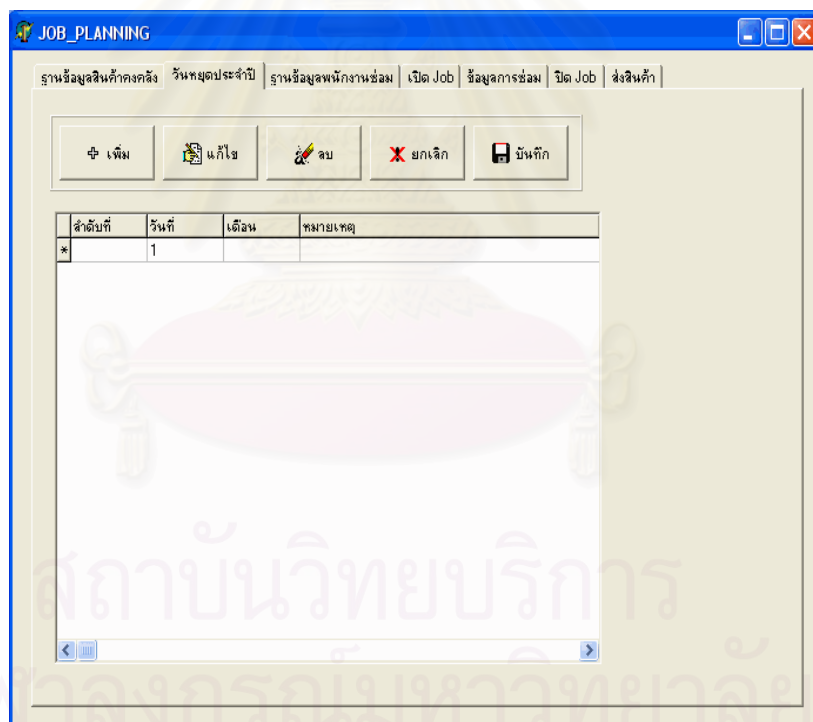 JOB_PLANNING
ฐานข้อมูลสินค้าคงคลัง วันหยุดประจำปี ฐานข้อมูลพนักงานซ่อม เปิด Job ข้อมูลการซ่อม ปิด Job ส่งสินค้า
เพิ่ม แก้ไข ลบ ยกเลิก บันทึก
ลำดับที่ วันที่ เดือน หมายเหตุ
* 1
สถาบันวิทยบริการ
จุฬาลงกรณ์มหาวิทยาลัย